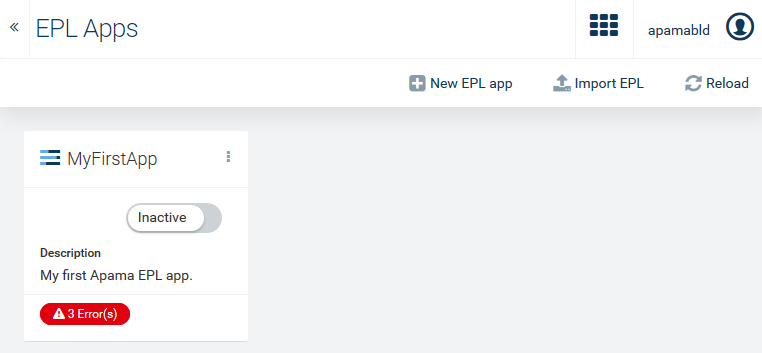 « EPL Apps
apamabld
New EPL app Import EPL Reload
MyFirstApp
Inactive
Description
My first Apama EPL app.
3 Error(s)